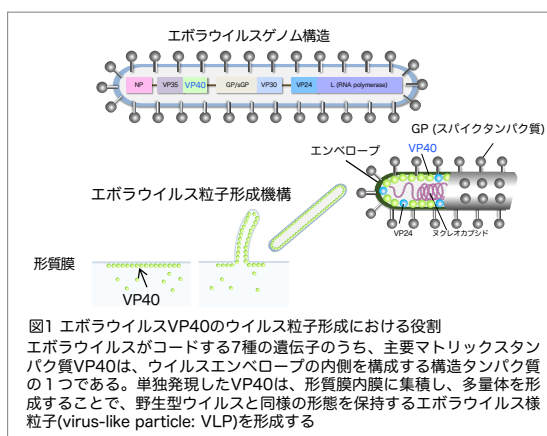 エボラウイルスゲノム構造
NP VP35 VP40 GP/sGP VP30 VP24 L (RNA polymerase)
GP (スパイクタンパク質)
エンベロープ
VP40
VP24
ヌクレオカプシド
エボラウイルス粒子形成機構
形質膜
VP40
図1 エボラウイルスVP40のウイルス粒子形成における役割
エボラウイルスがコードする7種の遺伝子のうち、主要マトリックスタン
パク質VP40は、ウイルスエンベロープの内側を構成する構造タンパク質
の１つである。単独発現したVP40は、形質膜内膜に集積し、多量体を形
成することで、野生型ウイルスと同様の形態を保持するエボラウイルス様
粒子(virus-like particle: VLP)を形成する